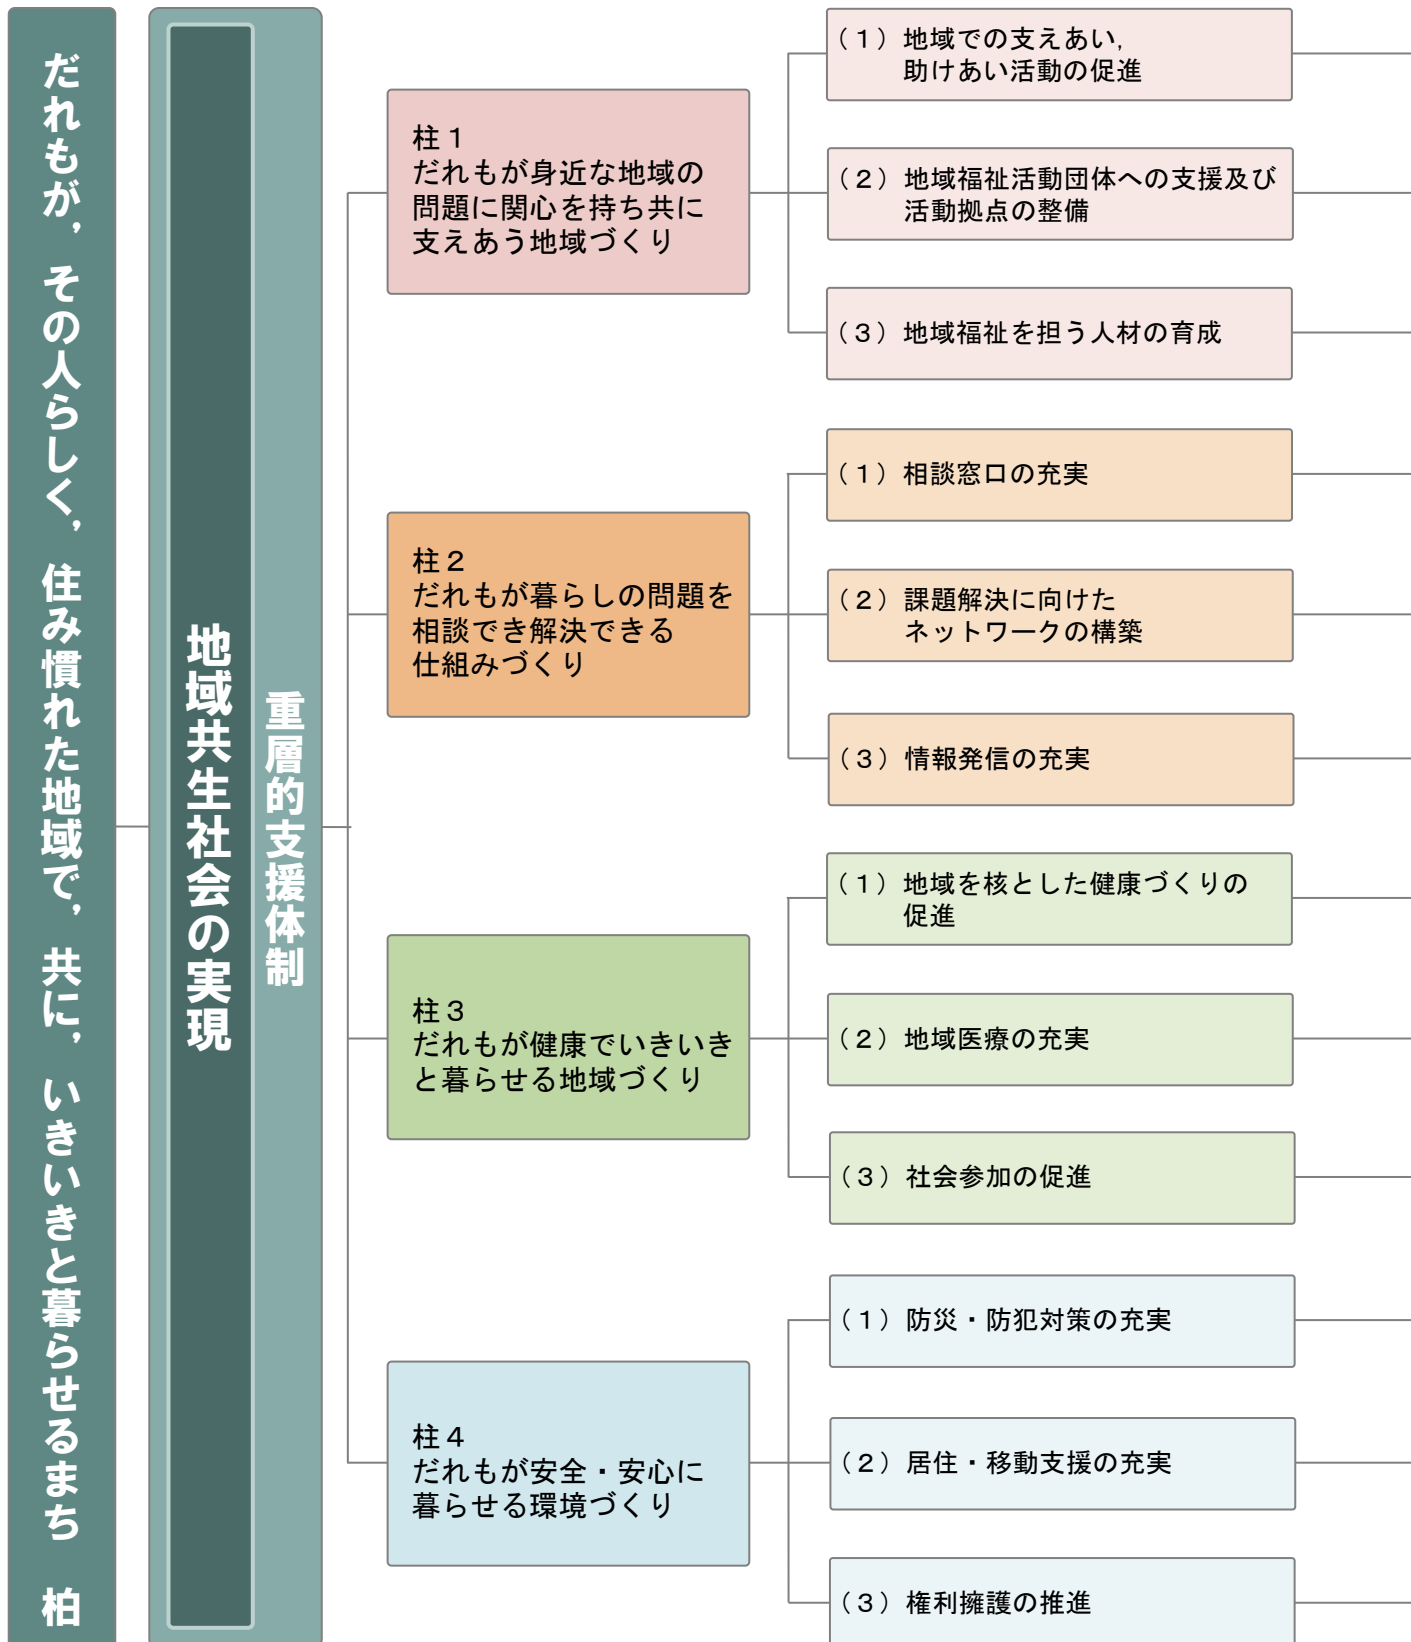 だれもが，その人らしく，住み慣れた地域で，共に，いきいきと暮らせるまち　柏
地域共生社会の実現
重層的支援体制
柱１
だれもが身近な地域の
問題に関心を持ち共に
支えあう地域づくり
（１）地域での支えあい，
助けあい活動の促進
（２）地域福祉活動団体への支援及び
活動拠点の整備
（３）地域福祉を担う人材の育成
柱２
だれもが暮らしの問題を
相談でき解決できる
仕組みづくり
（１）相談窓口の充実
（２）課題解決に向けた
ネットワークの構築
（３）情報発信の充実
柱３
だれもが健康でいきいき
と暮らせる地域づくり
（１）地域を核とした健康づくりの
促進
（２）地域医療の充実
（３）社会参加の促進
柱４
だれもが安全・安心に
暮らせる環境づくり
（１）防災・防犯対策の充実
（２）居住・移動支援の充実
（３）権利擁護の推進